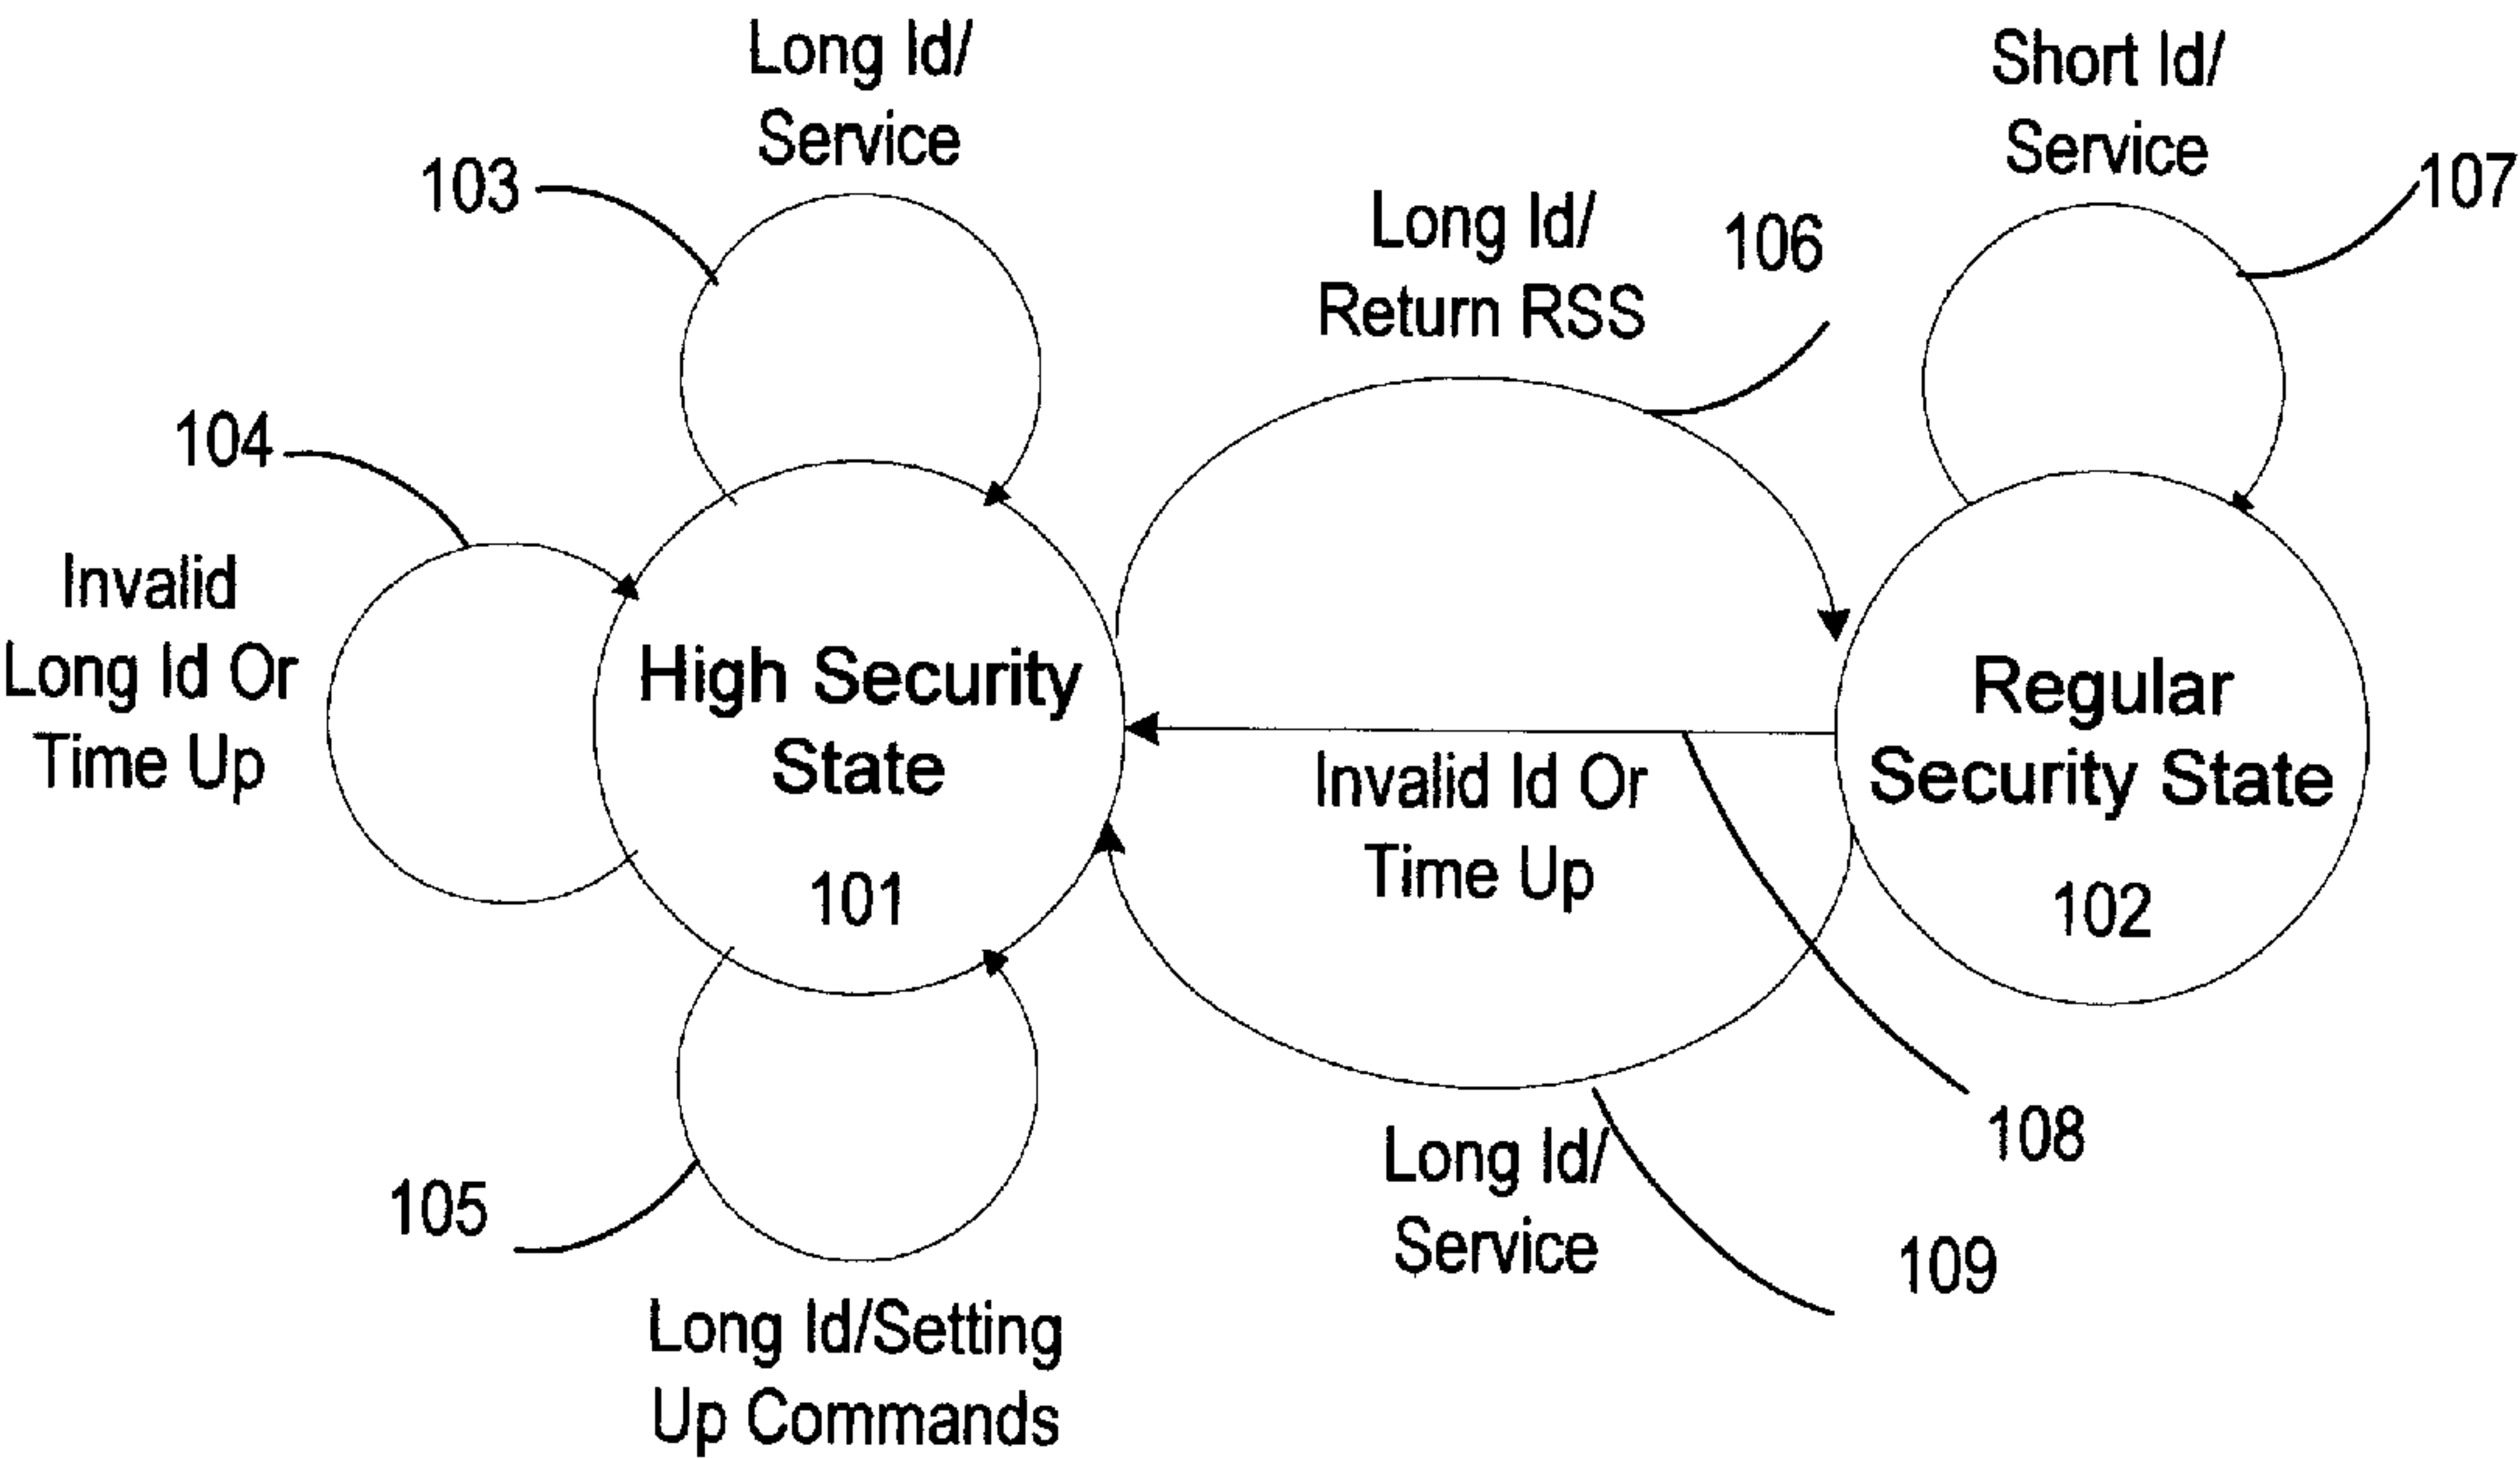 Long Id/
Service
103
Short Id/
Service
107
Long Id/
Return RSS
106
104
Invalid
Long Id Or
Time Up
High Security
State
101
Invalid Id Or
Time Up
Regular
Security State
102
105
Long Id/Setting
Up Commands
Long Id/
Service
108
109